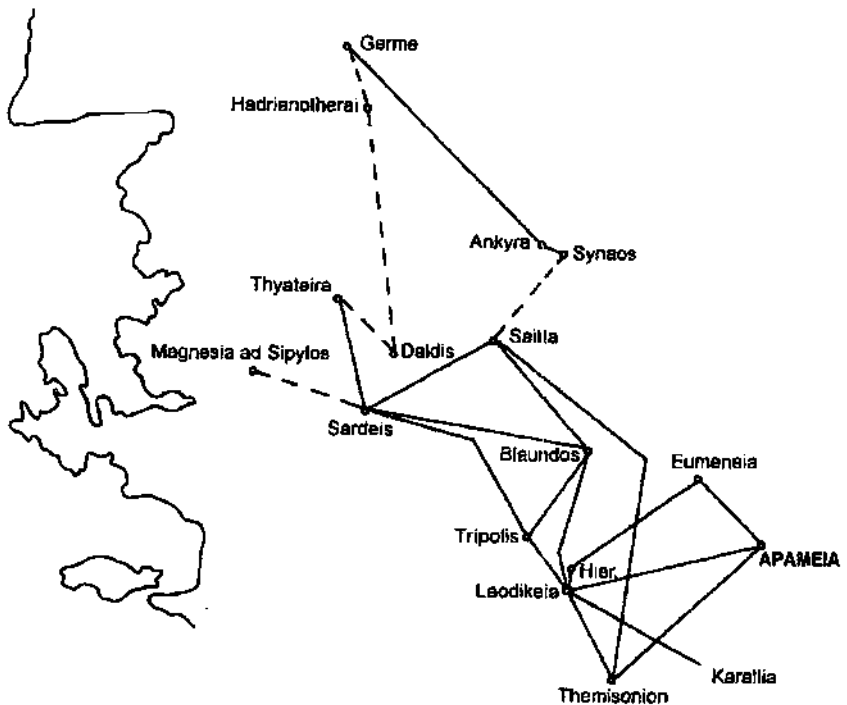 Germe
Hadrianotherai
Ankyra
Synaos
Thyateira
Saitta
Magnesia ad Sipylos
Daldis
Sardeis
Blaundos
Eumeneia
Tripolis
Hier.
APAMEIA
Laodikeia
Karallia
Themisonion